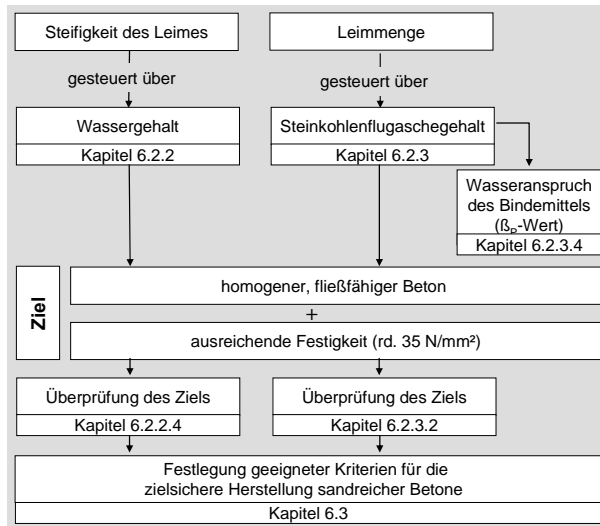 Steifigkeit des Leimes
Leimmenge
gesteuert über
gesteuert über
Wassergehalt
Kapitel 6.2.2
Steinkohlenflugaschegehalt
Kapitel 6.2.3
Wasseranspruch
des Bindemittels
(ßp-Wert)
Kapitel 6.2.3.4
Ziel
homogener, fließfähiger Beton
+
ausreichende Festigkeit (rd. 35 N/mm²)
Überprüfung des Ziels
Kapitel 6.2.2.4
Überprüfung des Ziels
Kapitel 6.2.3.2
Festlegung geeigneter Kriterien für die
zielsichere Herstellung sandreicher Betone
Kapitel 6.3